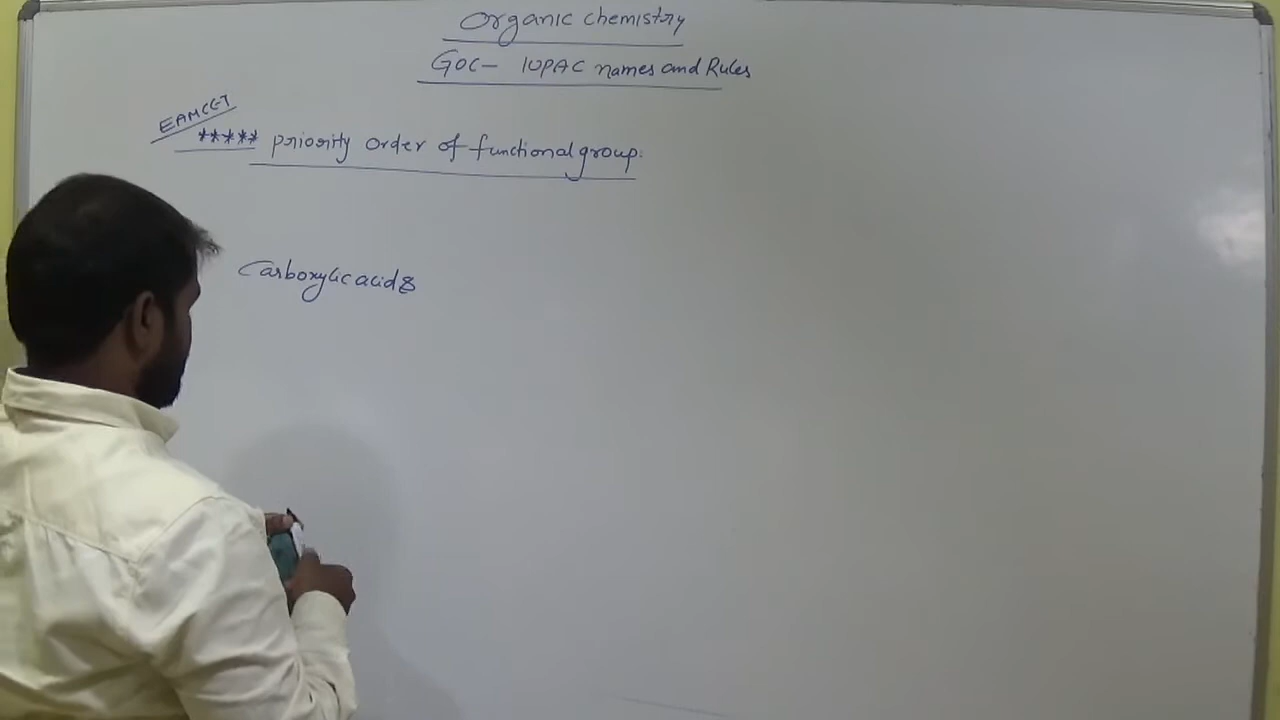 Organic chemistry
GOC- IUPAC names and Rules
EAMCET
***** priority order of functional group.
Carboxylic acids